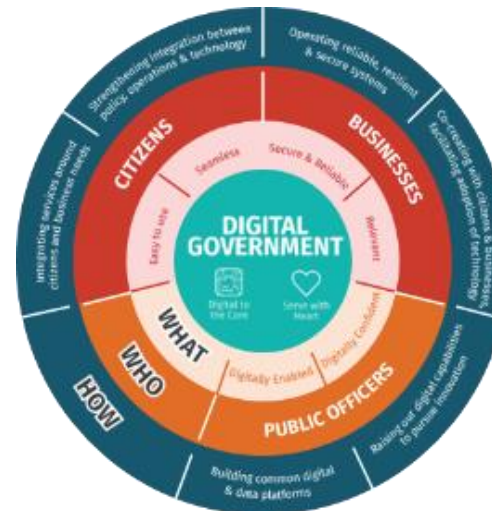 Strengthening integration between
policy, operations & technology
Operating reliable, resilient
& secure systems
Co-creating with citizens & businesses,
facilitating adoption of technology
Raising our digital capabilities
to pursue innovation
Building common digital
& data platforms
HOW
Integrating services around
citizens and business needs
CITIZENS
BUSINESSES
PUBLIC OFFICERS
WHO
Easy to use
Seamless
Secure & Reliable
Relevant
Digitally Confident
Digitally Enabled
WHAT
DIGITAL
GOVERNMENT
Digital to
the Core
Serve with
Heart